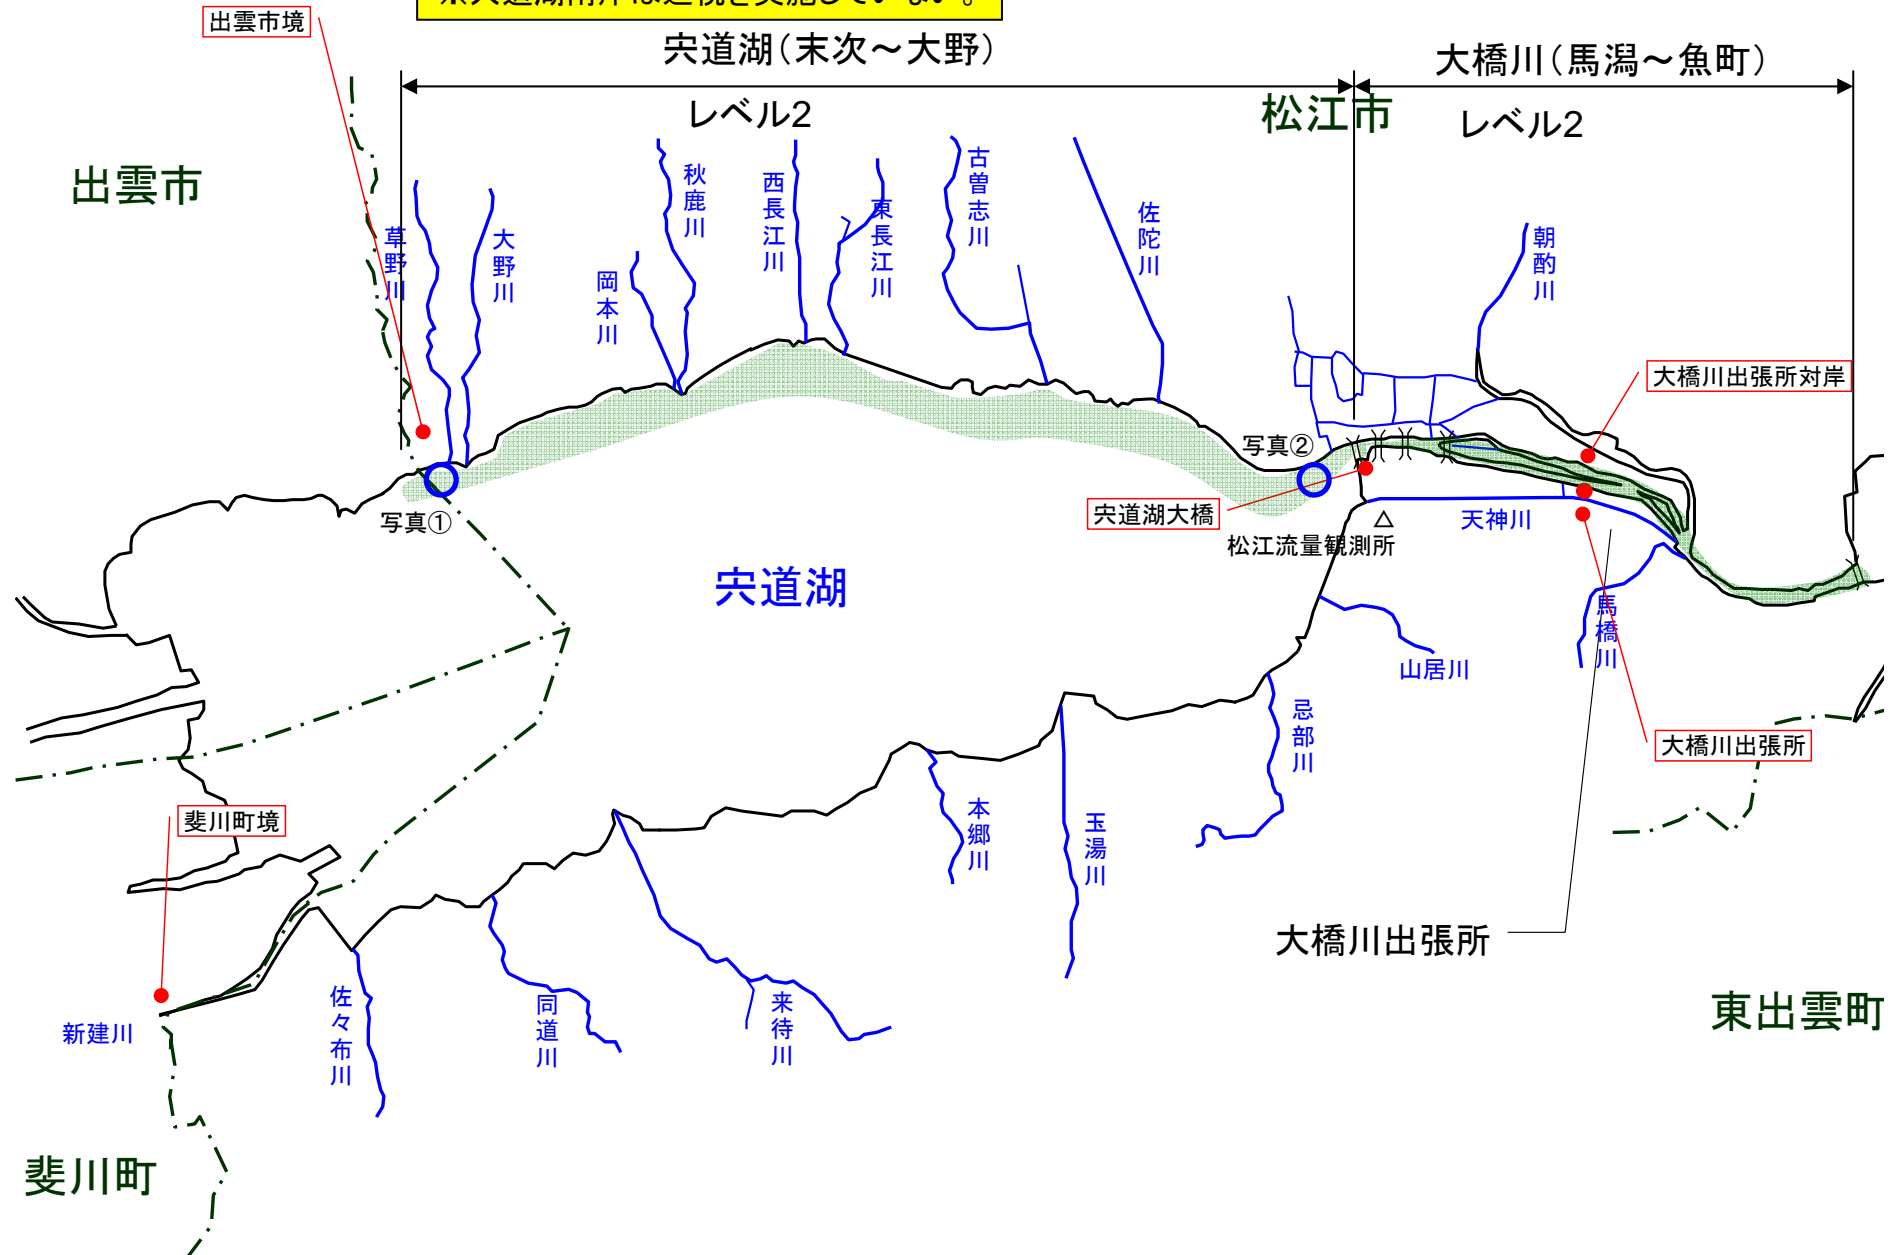 出雲市境
宍道湖(末次～大野)
大橋川(馬潟～魚町)
レベル2
松江市
レベル2
出雲市
草野川
大野川
岡本川
秋鹿川
西長江川
東長江川
古曽志川
佐陀川
朝酌川
大橋川出張所対岸
写真②
写真①
宍道湖大橋
天神川
松江流量観測所
宍道湖
馬橋川
山居川
忌部川
大橋川出張所
斐川町境
本郷川
玉湯川
大橋川出張所
佐々布川
同道川
来待川
東出雲町
新建川
斐川町